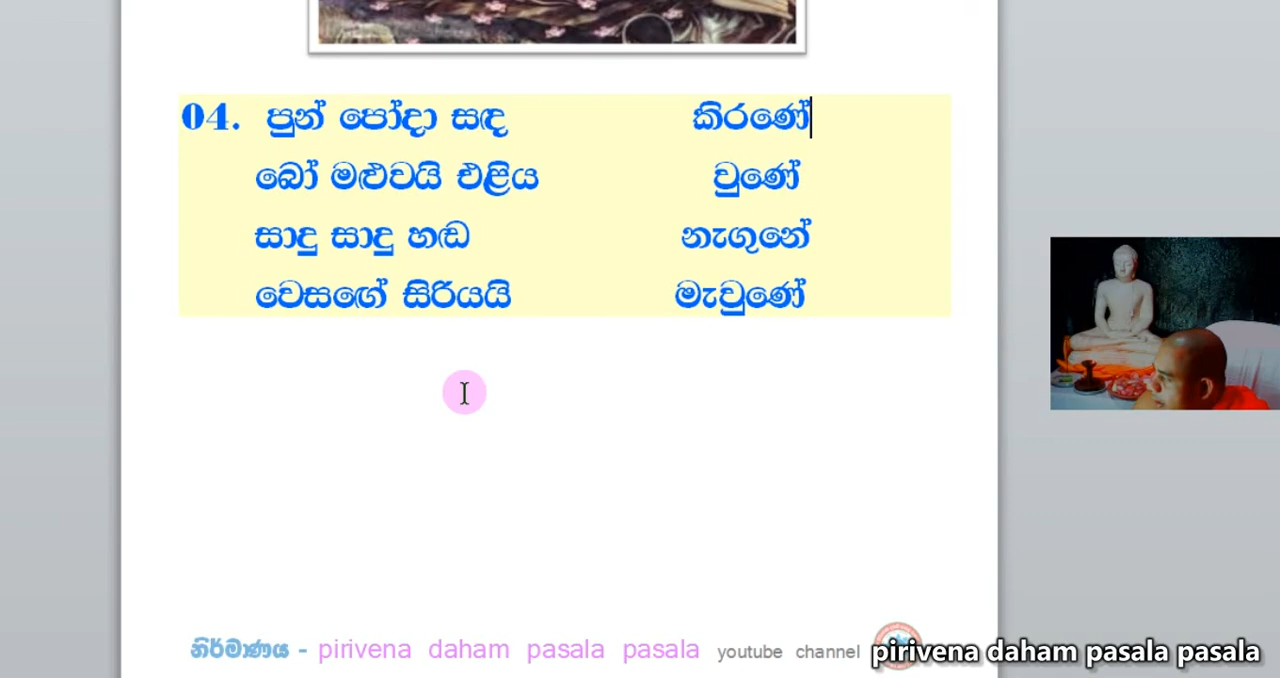 04. පුන් පෝදා සඳ කිරණේ
බෝ මළුවයි එළිය වුණේ
සාදු සාදු හඬ නැගුනේ
වෙසඟේ සිරියයි මැවුණේ
නිර්මාණය - pirivena daham pasala pasala youtube channel
pirivena daham pasala pasala